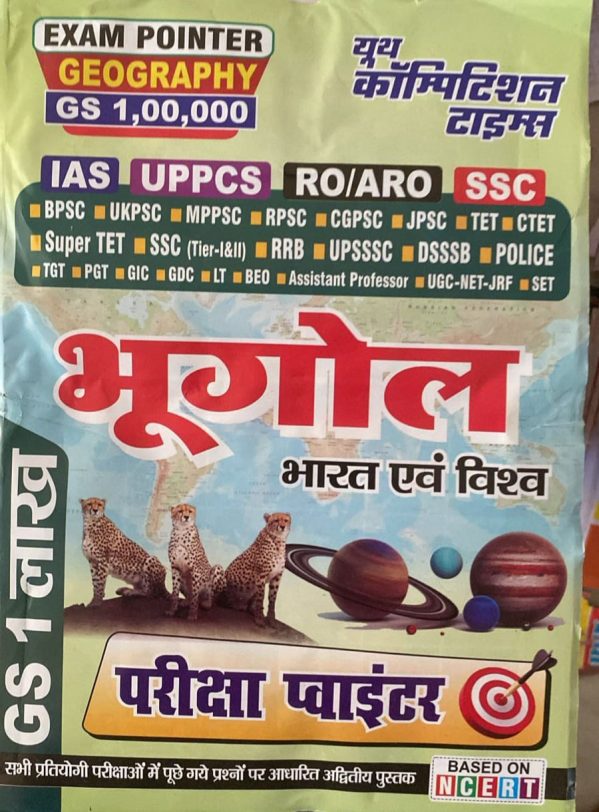 EXAM POINTER
GEOGRAPHY
GS 1,00,000
यूथ
कॉम्पिटिशन
टाइम्स
IAS UPPCS RO/ARO SSC
BPSC UKPSC MPPSC RPSC CGPSC JPSC TET CTET
Super TET SSC (Tier-I&II) RRB UPSSSC DSSSB POLICE
TGT PGT GIC GDC LT BEO Assistant Professor UGC-NET-JRF SET
भूगोल
भारत एवं विश्व
GS 1 लाख
परीक्षा प्वाइंटर
सभी प्रतियोगी परीक्षाओं में पूछे गये प्रश्नों पर आधारित अद्वितीय पुस्तक
BASED ON
NCERT